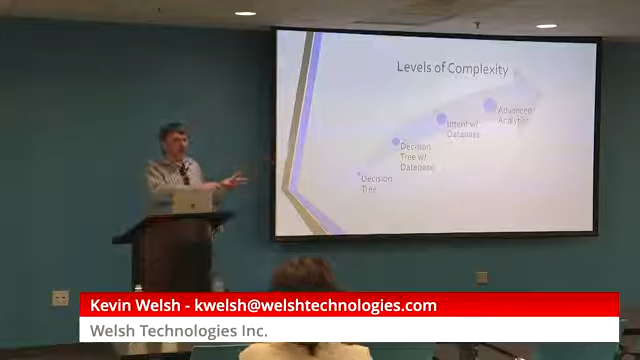 Levels of Complexity
Advanced
Analytics
Intent w/
Database
Decision
Tree w/
Database
Decision
Tree
Kevin Welsh - kwelsh@welshtechnologies.com
Welsh Technologies Inc.